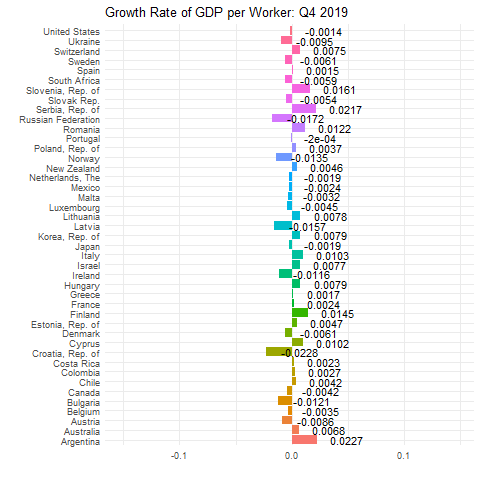 Growth Rate of GDP per Worker: Q4 2019
United States -0.0014
Ukraine -0.0095
Switzerland 0.0075
Sweden -0.0061
Spain 0.0015
South Africa -0.0059
Slovenia, Rep. of 0.0161
Slovak Rep. -0.0054
Serbia, Rep. of 0.0217
Russian Federation -0.0172
Romania 0.0122
Portugal -2e-04
Poland, Rep. of 0.0037
Norway -0.0135
New Zealand 0.0046
Netherlands, The -0.0019
Mexico -0.0024
Malta -0.0032
Luxembourg -0.0045
Lithuania 0.0078
Latvia -0.0157
Korea, Rep. of 0.0079
Japan -0.0019
Italy 0.0103
Israel 0.0077
Ireland -0.0116
Hungary 0.0079
Greece 0.0017
France 0.0024
Finland 0.0145
Estonia, Rep. of 0.0047
Denmark -0.0061
Cyprus 0.0102
Croatia, Rep. of -0.0228
Costa Rica 0.0023
Colombia 0.0027
Chile 0.0042
Canada -0.0042
Bulgaria -0.0121
Belgium -0.0035
Austria -0.0086
Australia 0.0068
Argentina 0.0227
-0.1 0.0 0.1